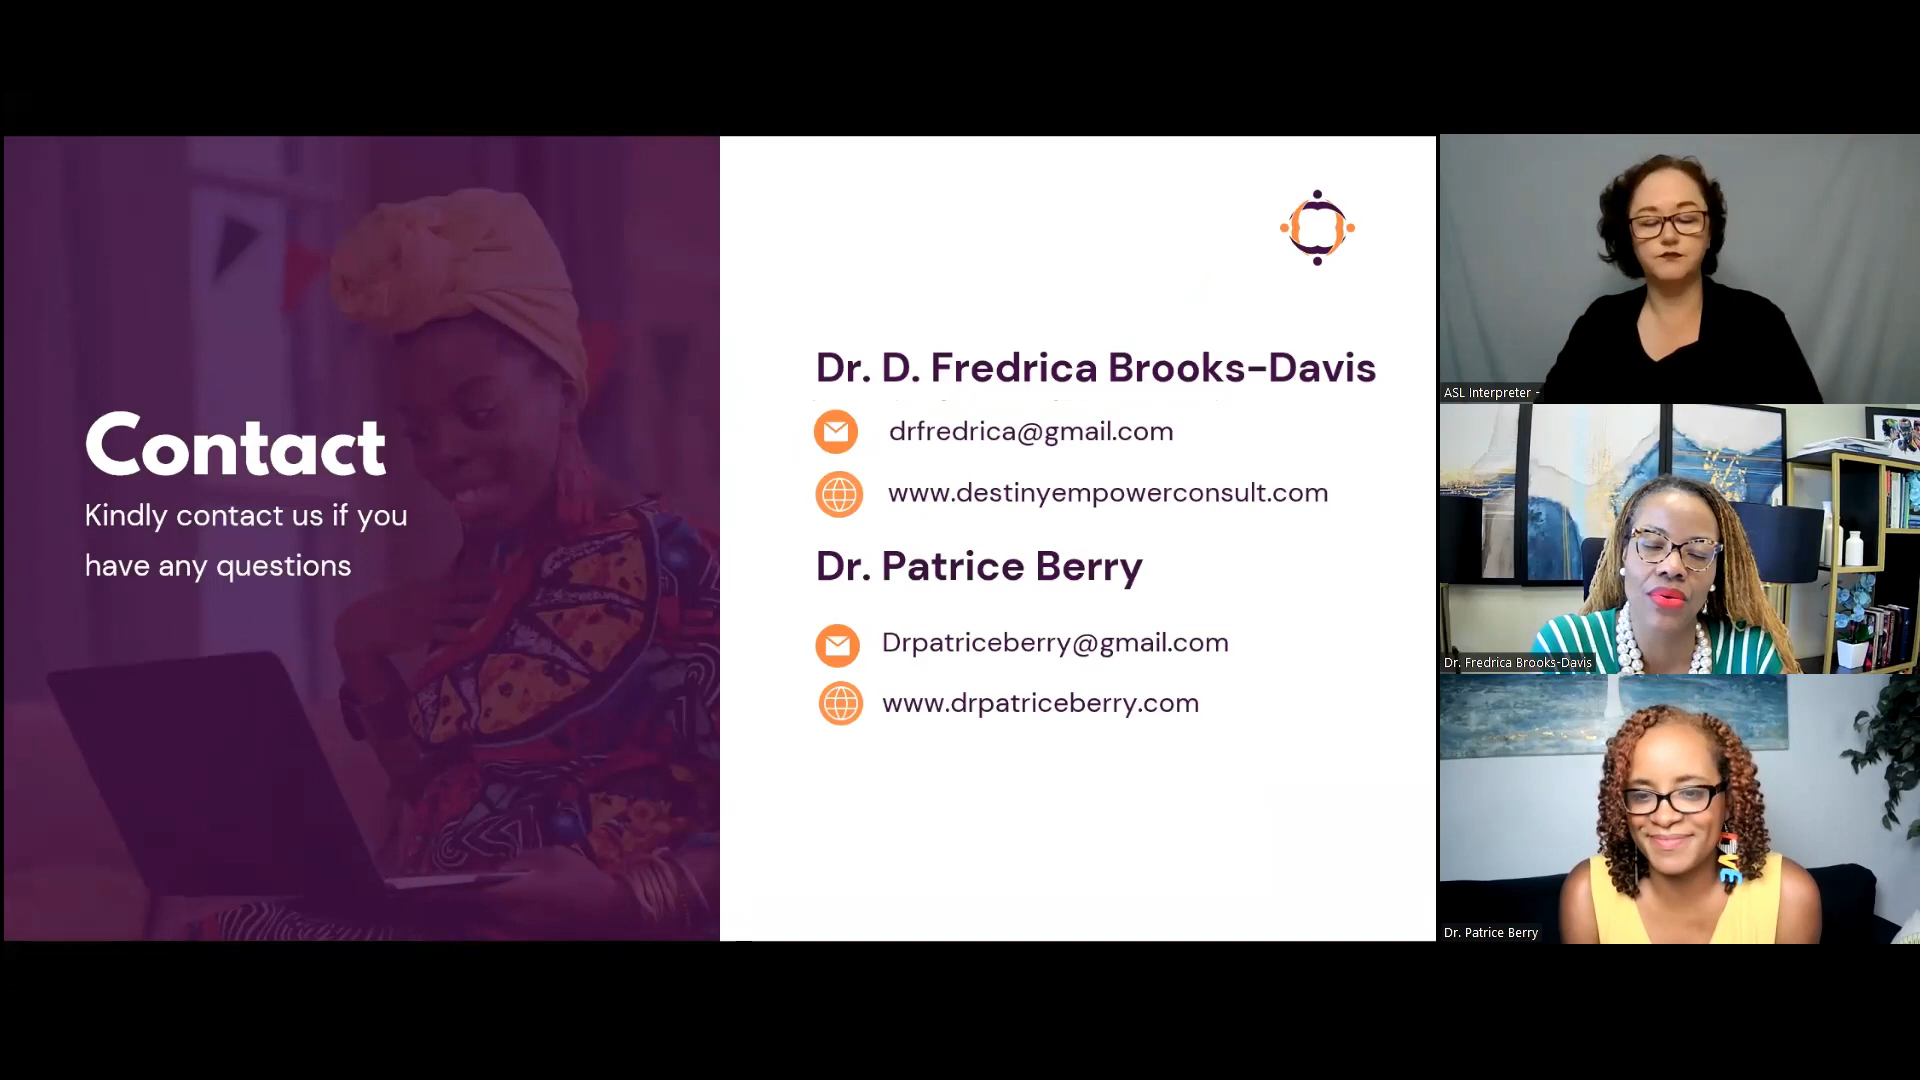 Contact
Kindly contact us if you
have any questions
Dr. D. Fredrica Brooks-Davis
drfredrica@gmail.com
www.destinyempowerconsult.com
Dr. Patrice Berry
Drpatriceberry@gmail.com
www.drpatriceberry.com
ASL Interpreter -
Dr. Fredrica Brooks-Davis
Dr. Patrice Berry